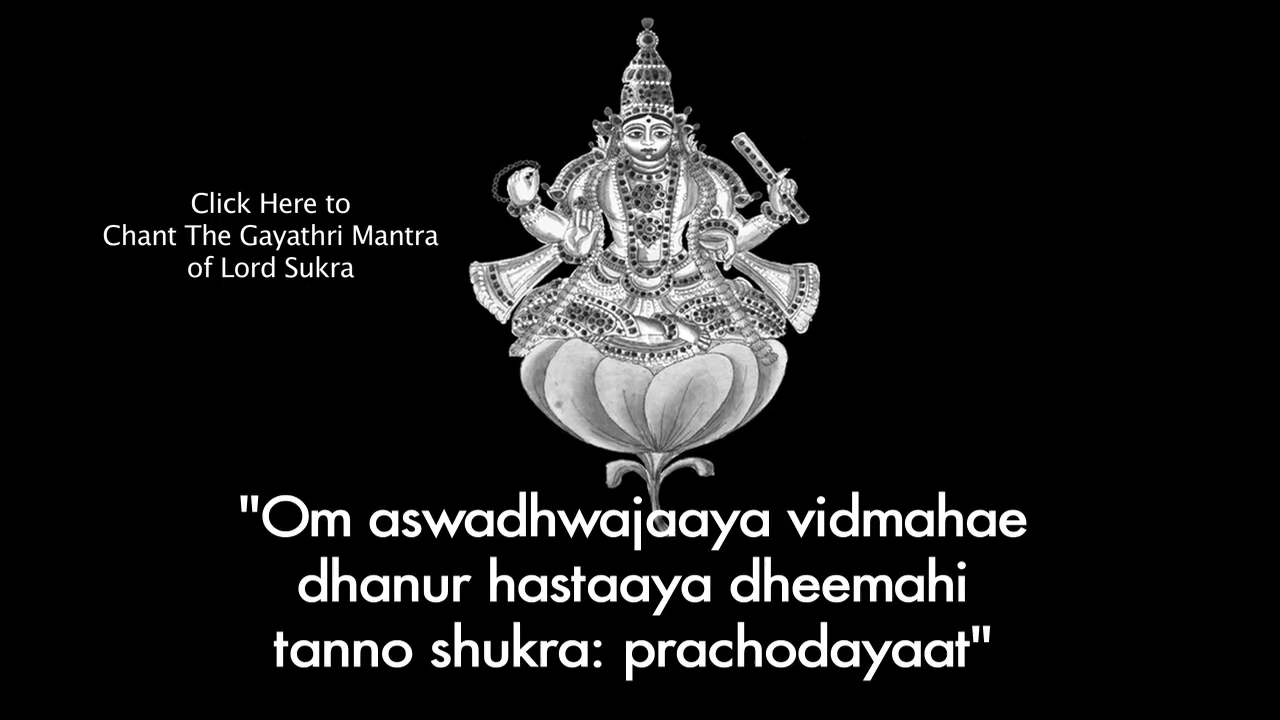 Click Here to
Chant The Gayathri Mantra
of Lord Sukra
"Om aswadhwajaaya vidmahae
dhanur hastaaya dheemahi
tanno shukra: prachodayaat"